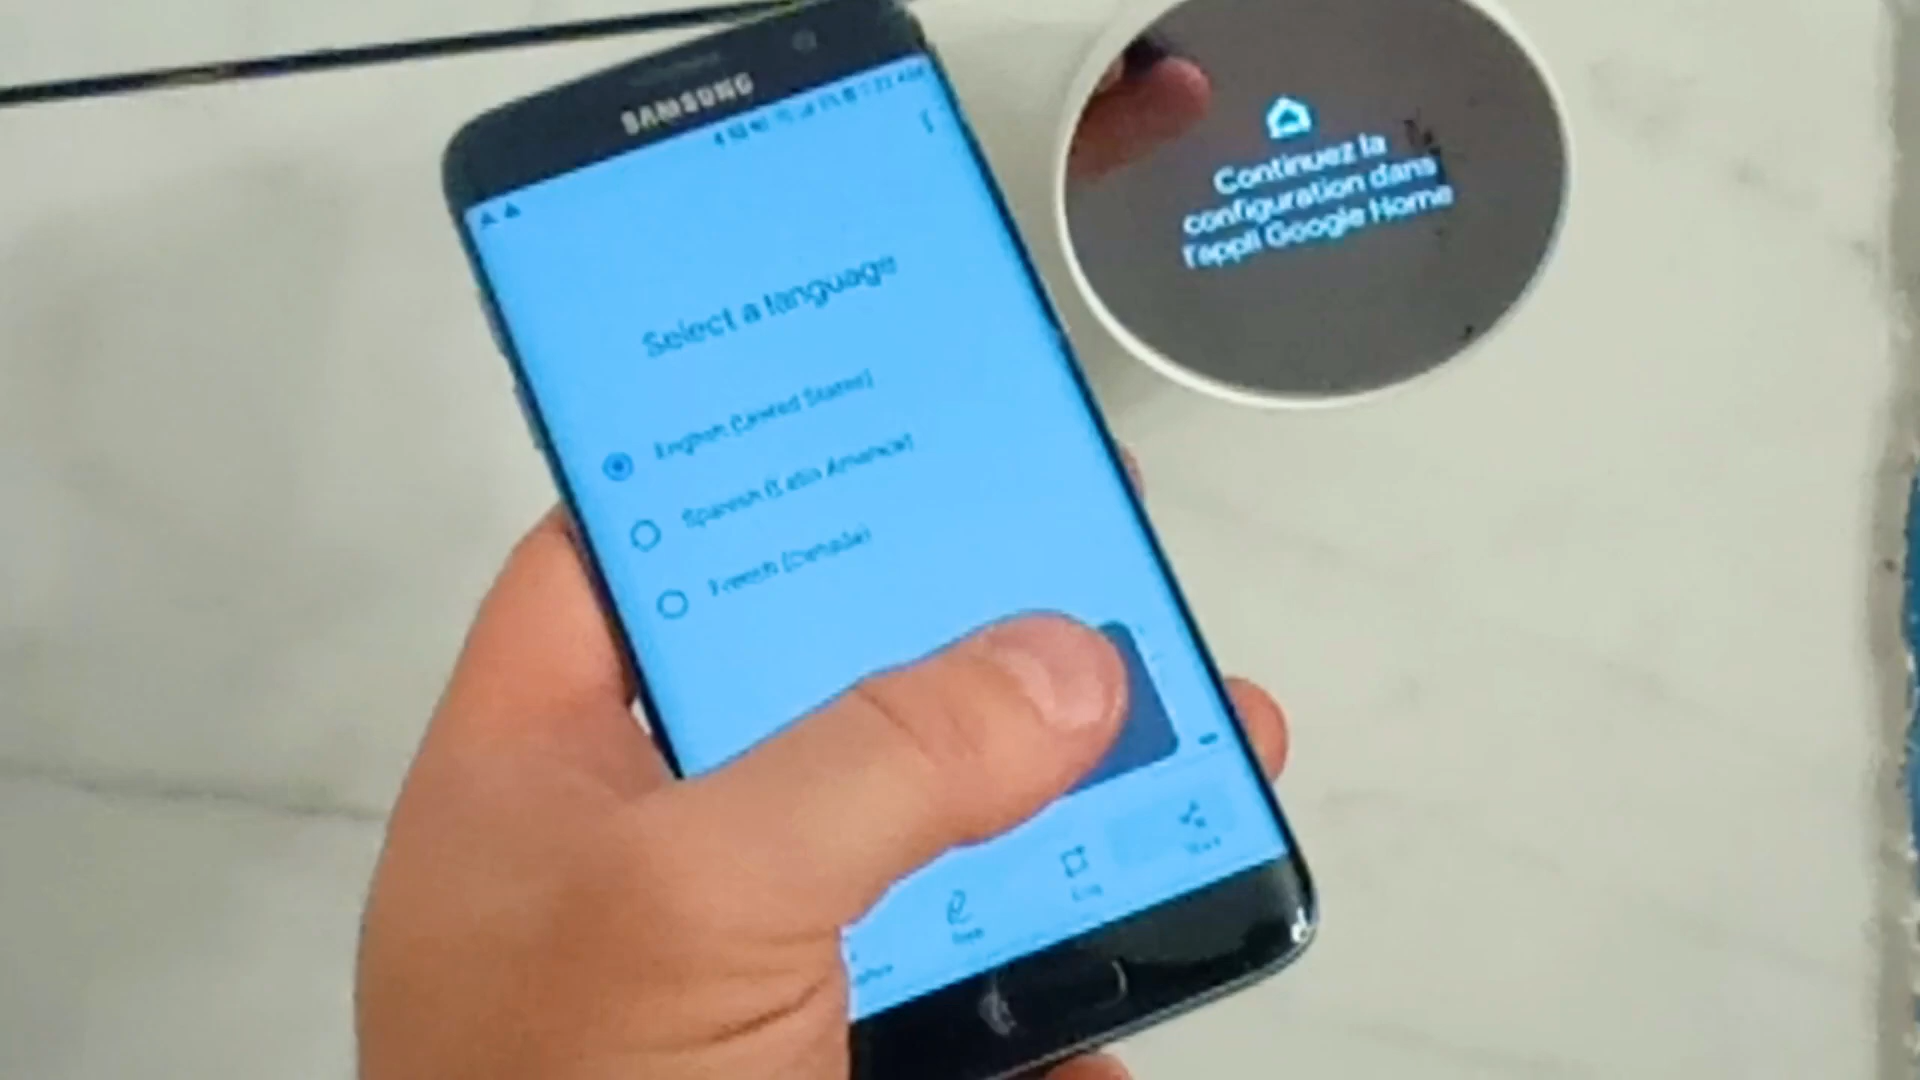 SAMSUNG
Select a language
English (United States)
Spanish (Latin America)
French (Canada)
Continuez la
configuration dans
l'appli Google Home